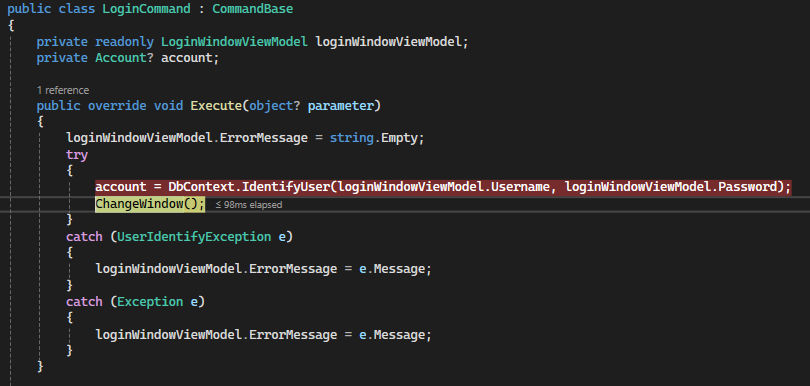 public class LoginCommand : CommandBase
{
private readonly LoginWindowViewModel loginWindowViewModel;
private Account? account;
1 reference
public override void Execute(object? parameter)
{
loginWindowViewModel.ErrorMessage = string.Empty;
try
{
account = DbContext.IdentifyUser(loginWindowViewModel.Username, loginWindowViewModel.Password);
ChangeWindow(); ≤ 98ms elapsed
}
catch (UserIdentifyException e)
{
loginWindowViewModel.ErrorMessage = e.Message;
}
catch (Exception e)
{
loginWindowViewModel.ErrorMessage = e.Message;
}
}